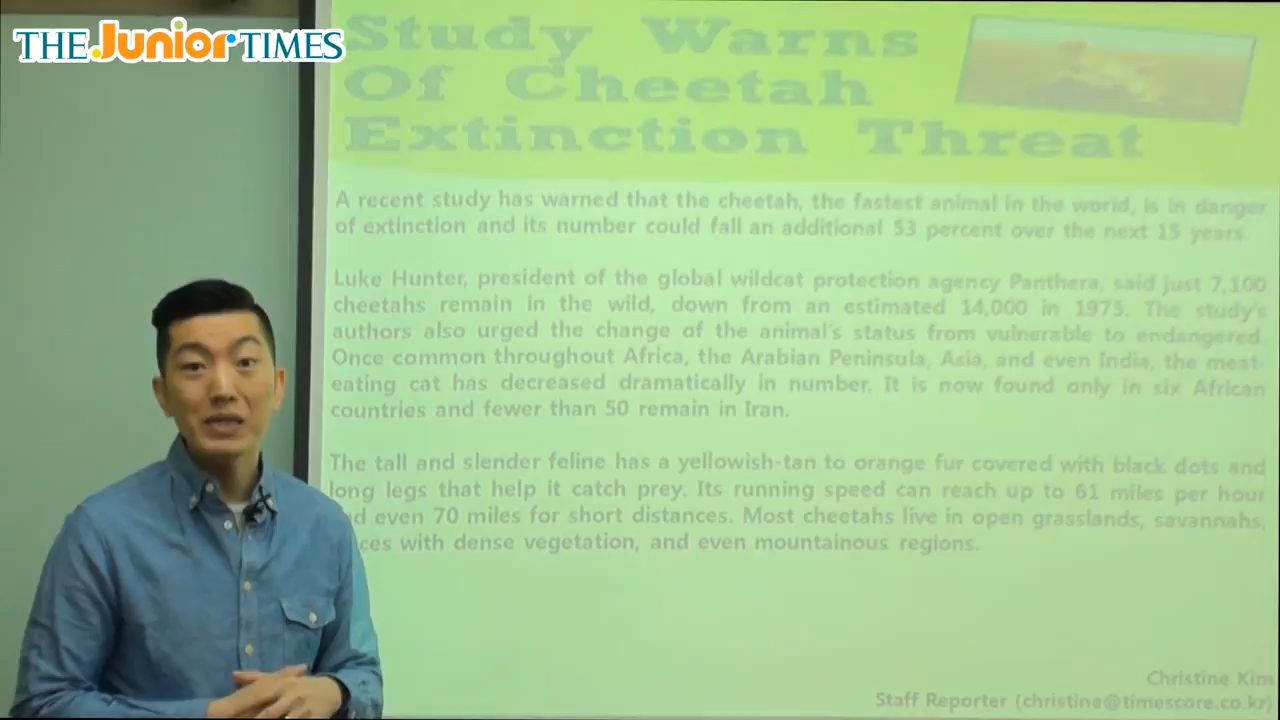 THE Junior TIMES
Study Warns
Of Cheetah
Extinction Threat
A recent study has warned that the cheetah, the fastest animal in the world, is in danger
of extinction and its number could fall an additional 53 percent over the next 15 years.
Luke Hunter, president of the global wildcat protection agency Panthera, said just 7,100
cheetahs remain in the wild, down from an estimated 14,000 in 1975. The study's
authors also urged the change of the animal's status from vulnerable to endangered.
Once common throughout Africa, the Arabian Peninsula, Asia, and even India, the meat-
eating cat has decreased dramatically in number. It is now found only in six African
countries and fewer than 50 remain in Iran.
The tall and slender feline has a yellowish-tan to orange fur covered with black dots and
long legs that help it catch prey. Its running speed can reach up to 61 miles per hour
even 70 miles for short distances. Most cheetahs live in open grasslands, savannahs,
with dense vegetation, and even mountainous regions.
Christine Kim
Staff Reporter (christine@timescore.co.kr)